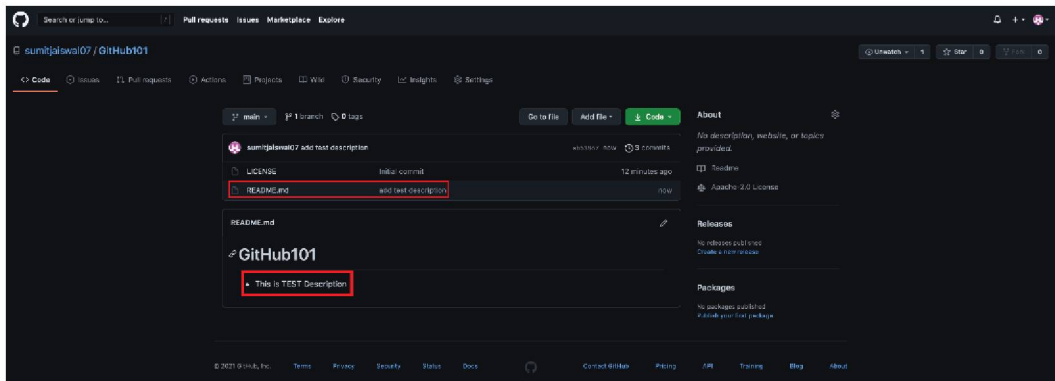 Search or jump to... / Pull requests Issues Marketplace Explore
sumitjaiswal07 / GitHub101
Unwatch 1 Star 0 0
Code Issues Pull requests Actions Projects Wiki Security Insights Settings
main 1 branch 0 tags Go to file Add file Code
sumitjaiswal07 add test description now 3 commits
LICENSE Initial commit 12 minutes ago
README.md add test description now
README.md
GitHub101
This is TEST Description
About
No description, website, or topics
provided.
Readme
Apache-2.0 License
Releases
No releases published
Create a new release
Packages
No packages published
Publish your first package
© 2021 GitHub, Inc. Terms Privacy Security Status Docs Contact GitHub Pricing API Training Blog About